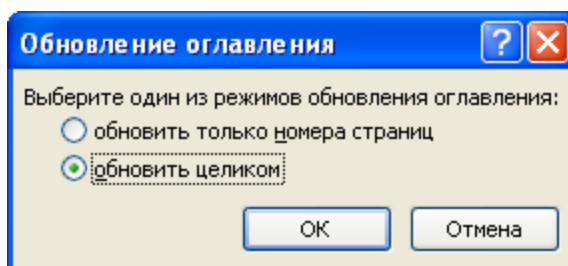 Обновление оглавления
Выберите один из режимов обновления оглавления:
обновить только номера страниц
обновить целиком
ОК Отмена